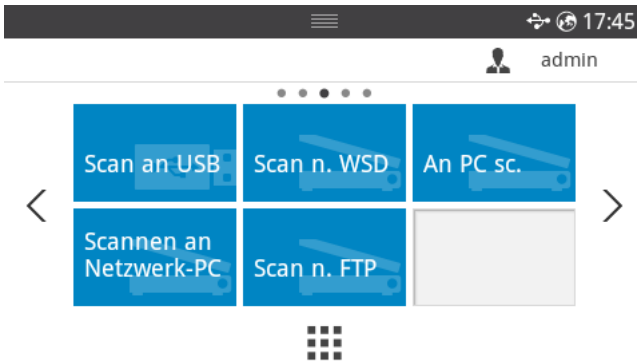 17:45
admin
Scan an USB
Scan n. WSD
An PC sc.
Scannen an
Netzwerk-PC
Scan n. FTP